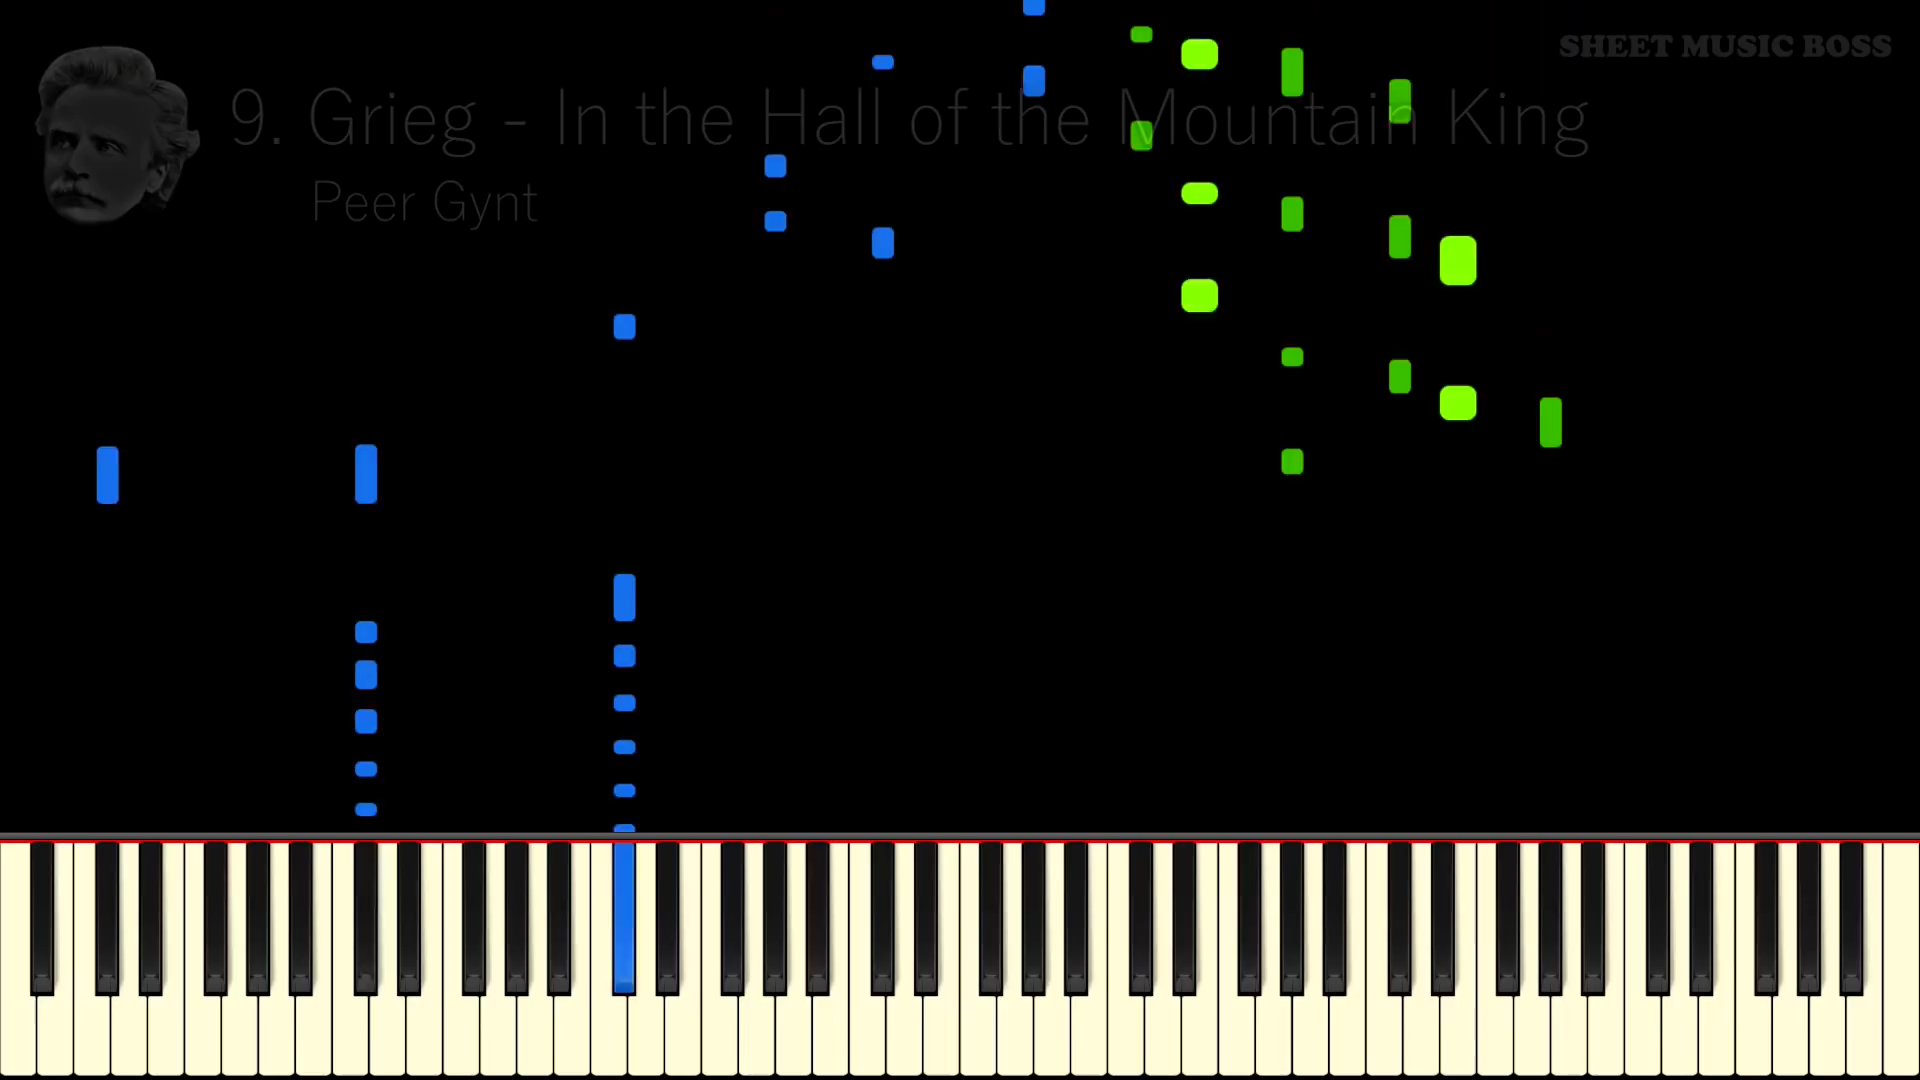 SHEET MUSIC BOSS
9. Grieg - In the Hall of the Mountain King
Peer Gynt